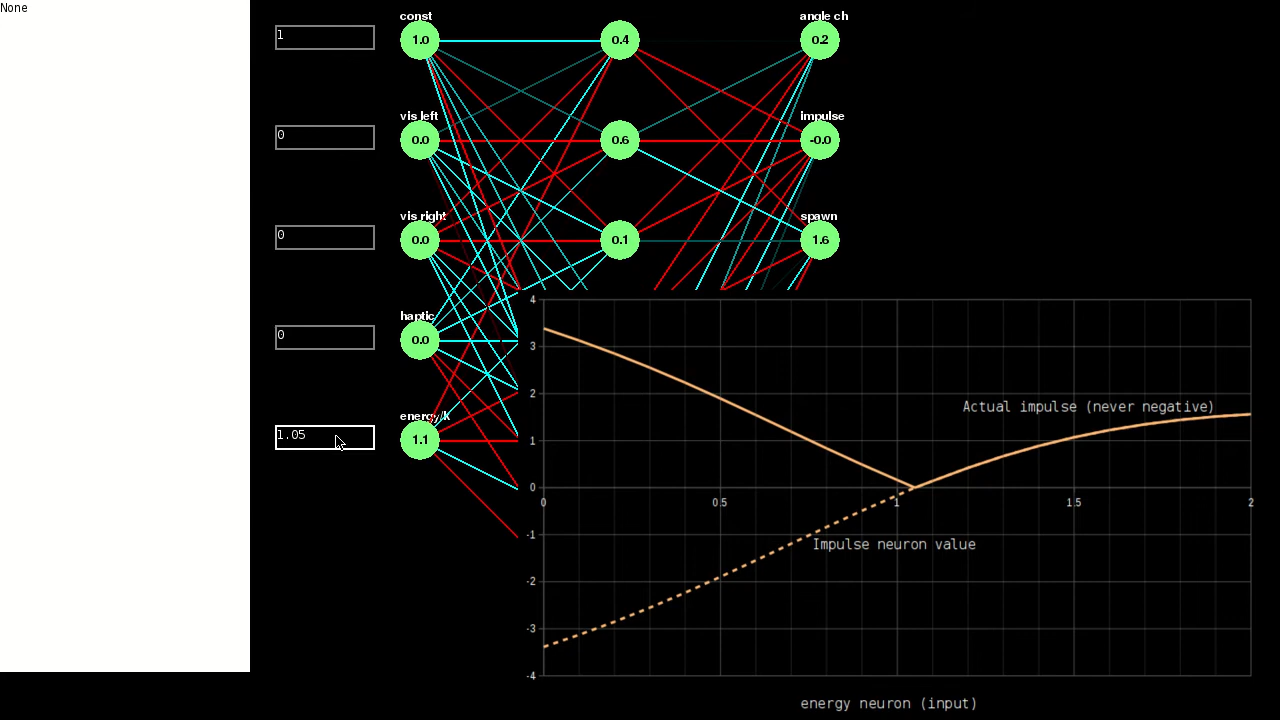 None
const
angle ch
1
1.0
0.4
0.2
vis left
impulse
0
0.0
0.6
-0.0
vis right
spawn
0
0.0
0.1
1.6
haptic
0
0.0
energy/k
1.05
1.1
4
3
2
1
0
-1
-2
-3
-4
Actual impulse (never negative)
0
0.5
1
1.5
2
Impulse neuron value
energy neuron (input)